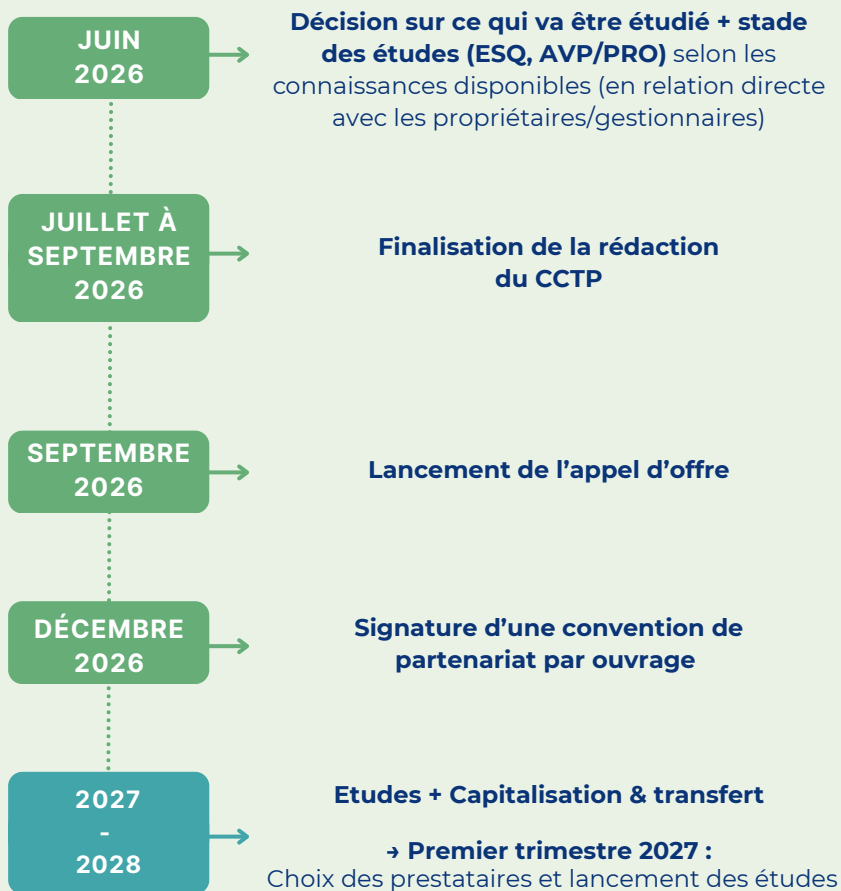 JUIN
2026
Décision sur ce qui va être étudié + stade
des études (ESQ, AVP/PRO) selon les
connaissances disponibles (en relation directe
avec les propriétaires/gestionnaires)
JUILLET À
SEPTEMBRE
2026
Finalisation de la rédaction
du CCTP
SEPTEMBRE
2026
Lancement de l’appel d’offre
DÉCEMBRE
2026
Signature d’une convention de
partenariat par ouvrage
2027
-
2028
Etudes + Capitalisation & transfert
→ Premier trimestre 2027 :
Choix des prestataires et lancement des études